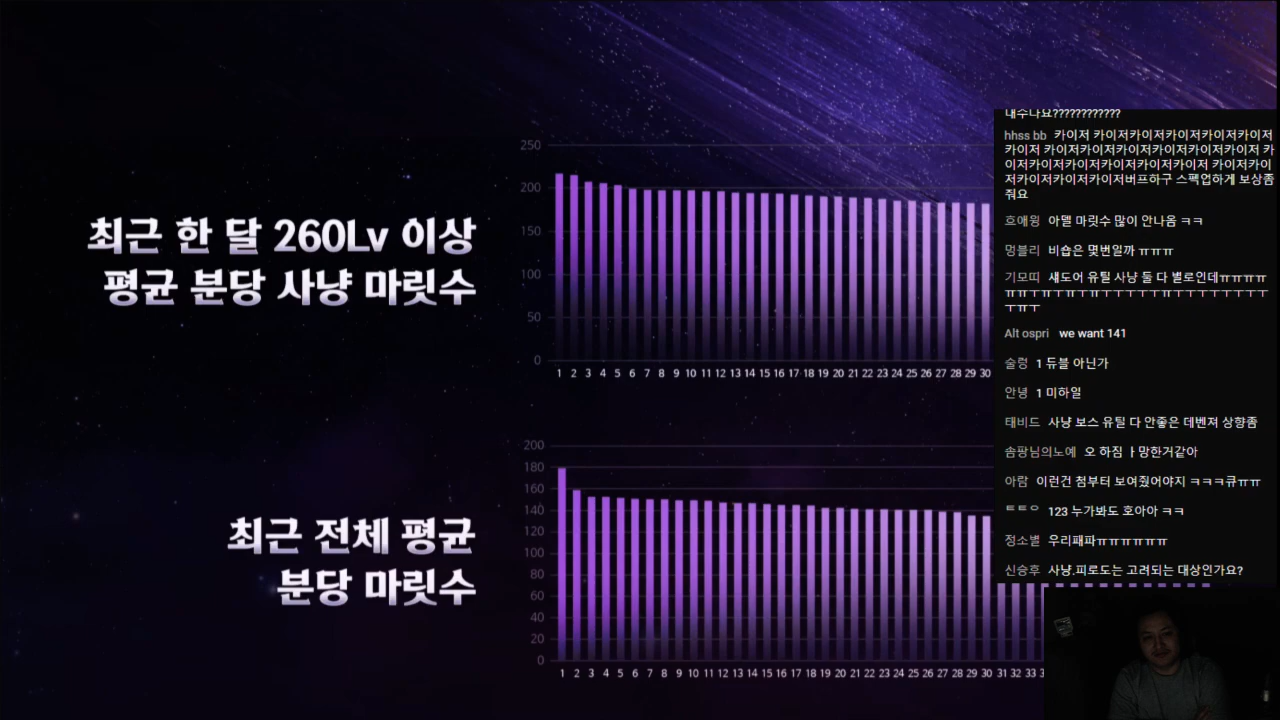 최근 한 달 260Lv 이상
평균 분당 사냥 마릿수
250
200
150
100
50
0
1 2 3 4 5 6 7 8 9 10 11 12 13 14 15 16 17 18 19 20 21 22 23 24 25 26 27 28 29 30
최근 전체 평균
분당 마릿수
200
180
160
140
120
100
80
60
40
20
0
1 2 3 4 5 6 7 8 9 10 11 12 13 14 15 16 17 18 19 20 21 22 23 24 25 26 27 28 29 30 31 32 33
????????????
hhss bb 카이저 카이저카이저카이저카이저카이저
카이저 카이저카이저카이저카이저카이저카이저 카
이저카이저카이저카이저카이저카이저 카이저카이
저카이저카이저카이저버프하구 스펙업하게 보상좀
줘요
흐애윙 아델 마릿수 많이 안나옴 ㅋㅋ
멍블리 비숍은 몇번일까 ㅠㅠㅠ
기모띠 섀도어 유틸 사냥 둘 다 별로인데ㅠㅠㅠㅠ
ㅠㅠㅜㅠㅜㅠㅜㅠㅜㅜㅜㅜㅜㅠㅜㅜㅜㅜㅜㅜㅜㅜ
ㅜㅠㅜ
Alt ospri we want 141
술렁 1 듀블 아닌가
안녕 1 미하일
태비드 사냥 보스 유틸 다 안좋은 데벤져 상향좀
솜팡님의노예 오 하짐 ㅏ망한거같아
아람 이런건 첨부터 보여줬어야지 ㅋㅋㅋ큐ㅠㅠ
ㅌㅌㅇ 123 누가봐도 호아아 ㅋㅋ
정소별 우리패파ㅠㅠㅠㅠㅠㅠ
신승후 사냥.피로도는 고려되는 대상인가요?